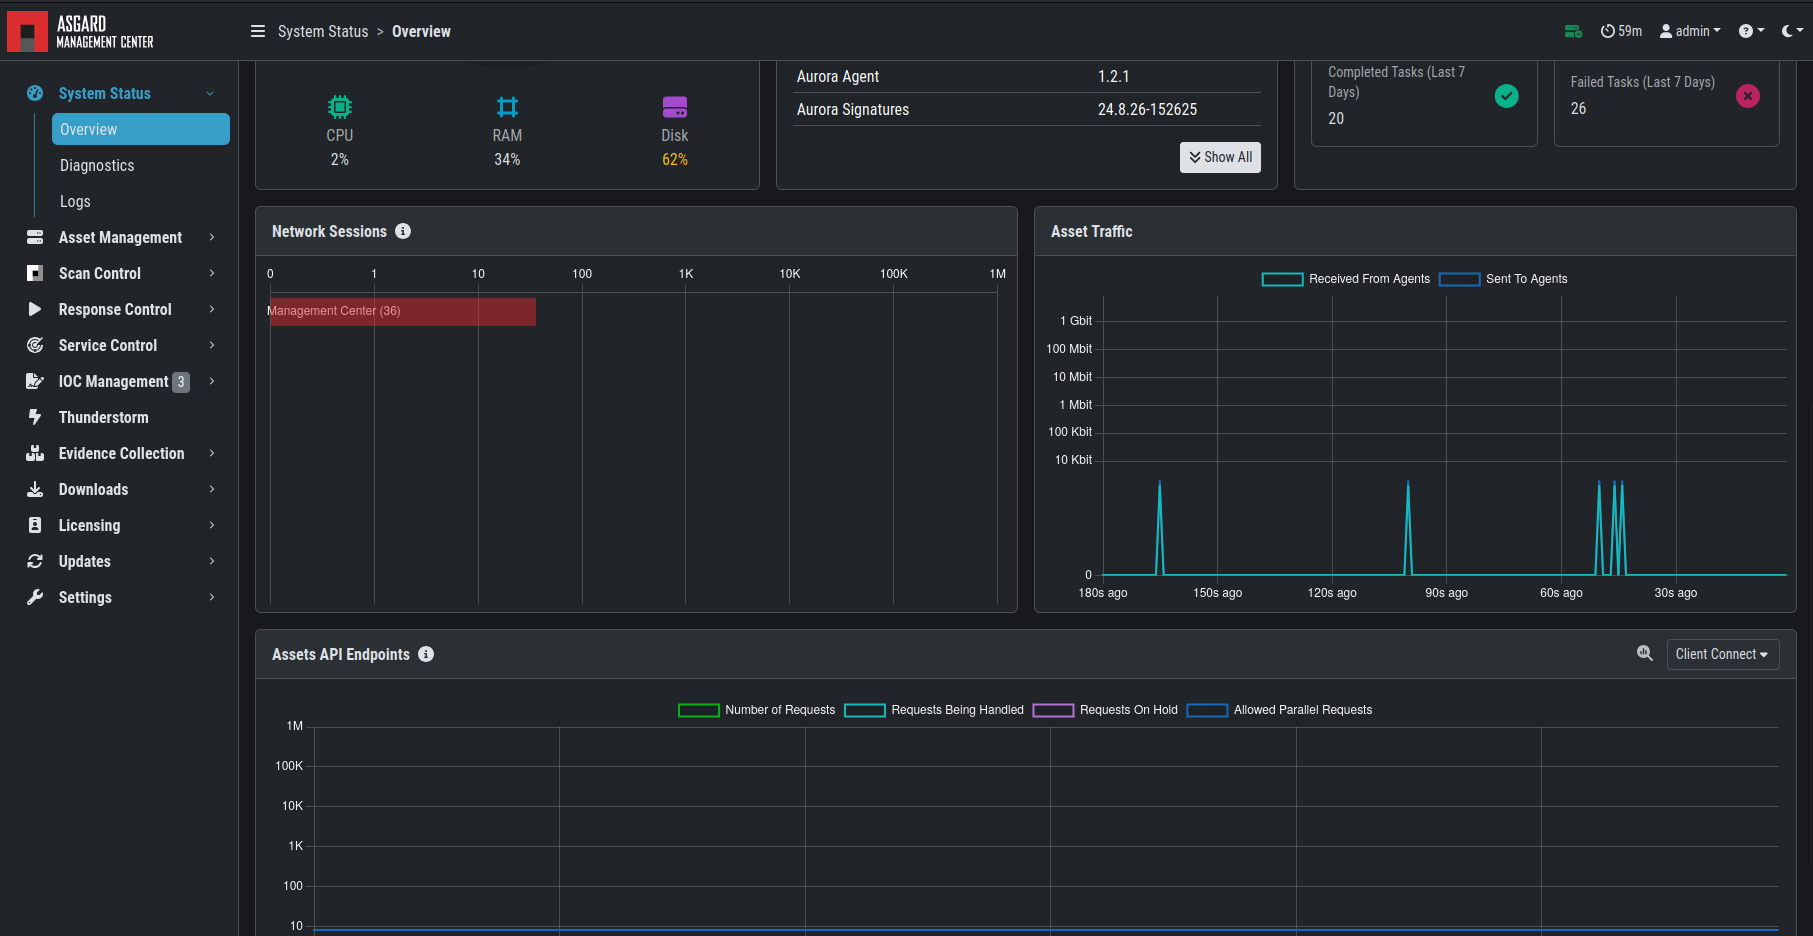 ASGARD
MANAGEMENT CENTER
System Status > Overview
59m
admin
System Status
Overview
Diagnostics
Logs
Asset Management
Scan Control
Response Control
Service Control
IOC Management 3
Thunderstorm
Evidence Collection
Downloads
Licensing
Updates
Settings
CPU
2%
RAM
34%
Disk
62%
Aurora Agent 1.2.1
Aurora Signatures 24.8.26-152625
Show All
Completed Tasks (Last 7
Days)
20
Failed Tasks (Last 7 Days)
26
Network Sessions
0 1 10 100 1K 10K 100K 1M
Management Center (36)
Asset Traffic
Received From Agents Sent To Agents
1 Gbit
100 Mbit
10 Mbit
1 Mbit
100 Kbit
10 Kbit
0
180s ago 150s ago 120s ago 90s ago 60s ago 30s ago
Assets API Endpoints
Client Connect
Number of Requests Requests Being Handled Requests On Hold Allowed Parallel Requests
1M
100K
10K
1K
100
10